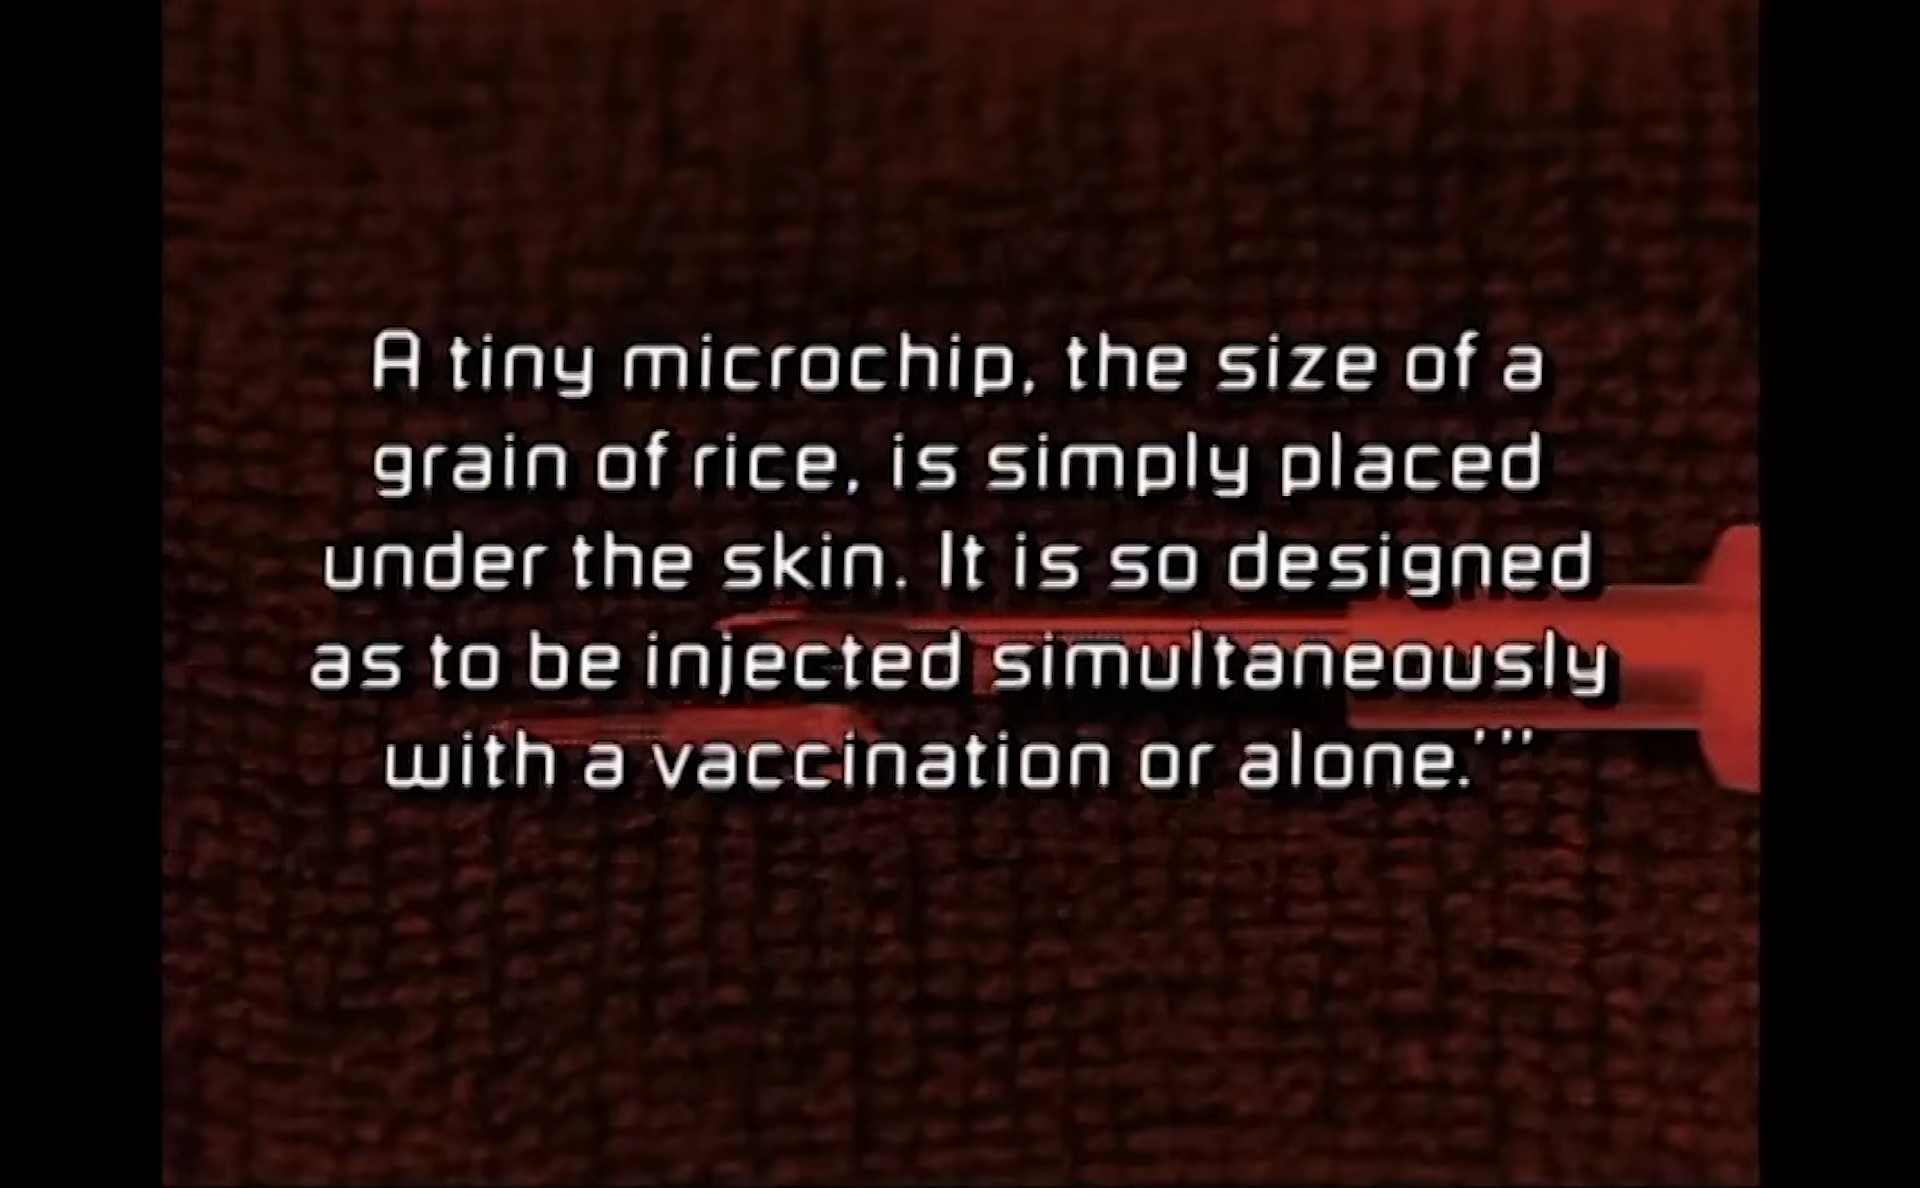 A tiny microchip, the size of a
grain of rice, is simply placed
under the skin. It is so designed
as to be injected simultaneously
with a vaccination or alone.'"